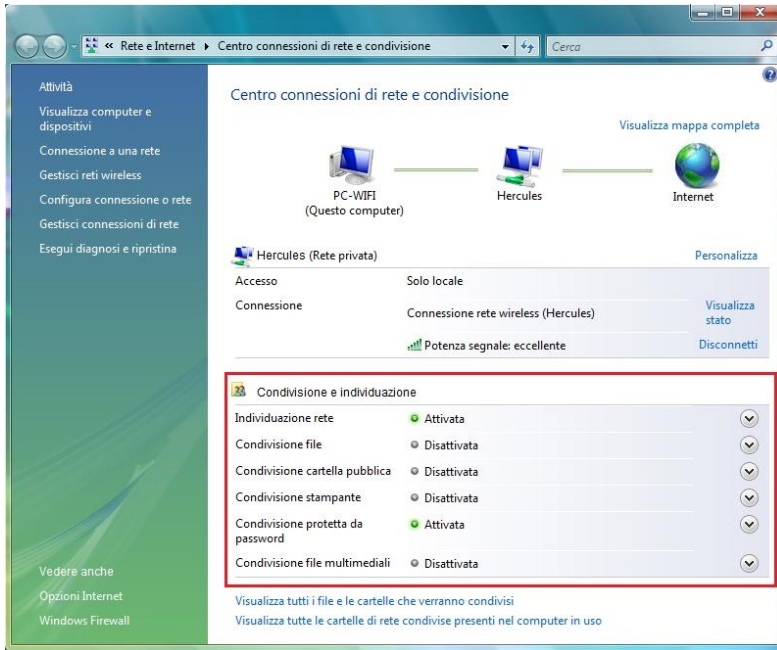 « Rete e Internet Centro connessioni di rete e condivisione Cerca
Attività
Visualizza computer e
dispositivi
Connessione a una rete
Gestisci reti wireless
Configura connessione o rete
Gestisci connessioni di rete
Esegui diagnosi e ripristina
Vedere anche
Opzioni Internet
Windows Firewall
Centro connessioni di rete e condivisione
Visualizza mappa completa
PC-WIFI
(Questo computer)
Hercules
Internet
Hercules (Rete privata) Personalizza
Accesso Solo locale
Connessione Connessione rete wireless (Hercules) Visualizza
stato
Potenza segnale: eccellente Disconnetti
Condivisione e individuazione
Individuazione rete Attivata
Condivisione file Disattivata
Condivisione cartella pubblica Disattivata
Condivisione stampante Disattivata
Condivisione protetta da
password Attivata
Condivisione file multimediali Disattivata
Visualizza tutti i file e le cartelle che verranno condivisi
Visualizza tutte le cartelle di rete condivise presenti nel computer in uso